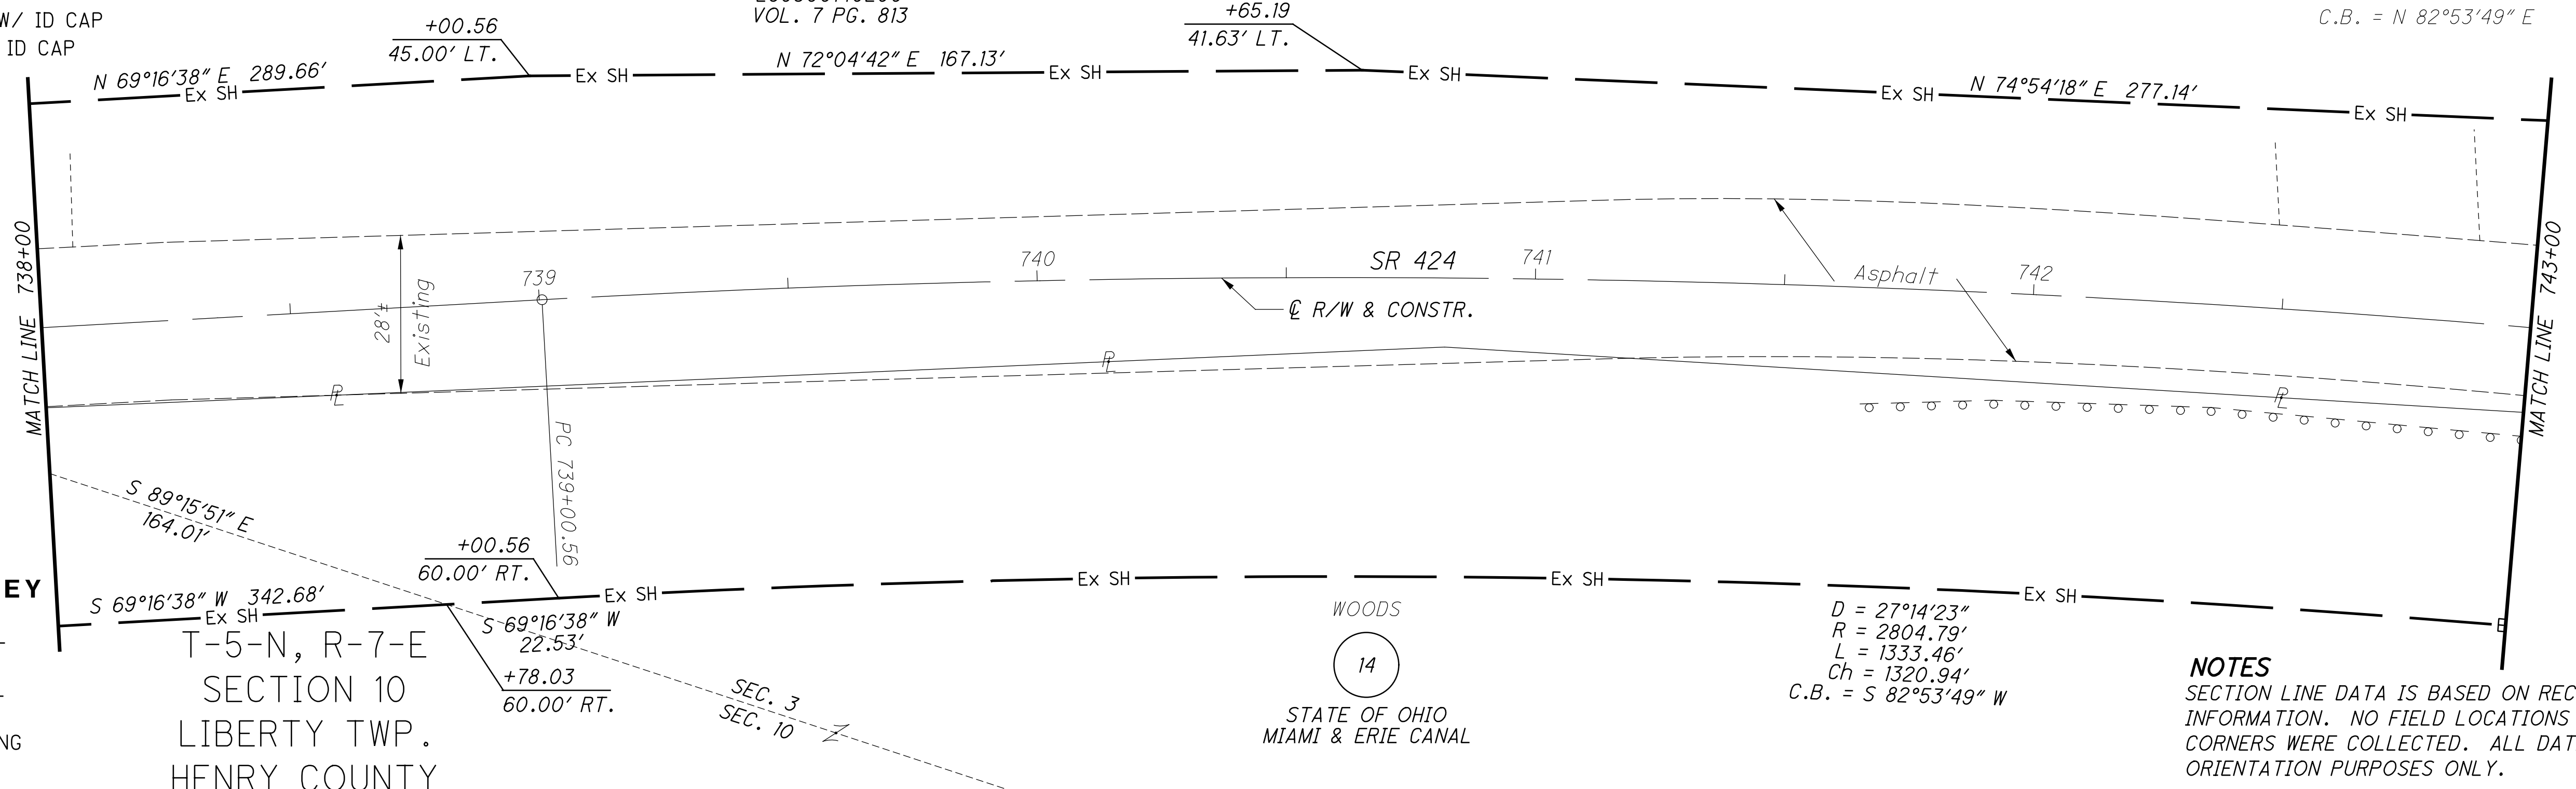 W/ ID CAP
ID CAP
VOL. 7 PG. 813
C.B. = N 82°53'49" E
+00.56
45.00' LT.
+65.19
41.63' LT.
N 69°16'38" E 289.66'
Ex SH
Ex SH
N 72°04'42" E 167.13'
Ex SH
Ex SH
Ex SH
N 74°54'18" E 277.14'
Ex SH
MATCH LINE 738+00
28'±
Existing
739
740
SR 424
741
Asphalt
742
MATCH LINE 743+00
℄ R/W & CONSTR.
PL
PL
PL
PC 739+00.56
S 89°15'51" E
164.01'
+00.56
60.00' RT.
EY
S 69°16'38" W 342.68'
Ex SH
Ex SH
Ex SH
Ex SH
Ex SH
S 69°16'38" W
22.53'
+78.03
60.00' RT.
T-5-N, R-7-E
SECTION 10
LIBERTY TWP.
HENRY COUNTY
NG
SEC. 3
SEC. 10
WOODS
14
STATE OF OHIO
MIAMI & ERIE CANAL
D = 27°14'23"
R = 2804.79'
L = 1333.46'
Ch = 1320.94'
C.B. = S 82°53'49" W
E
NOTES
SECTION LINE DATA IS BASED ON REC
INFORMATION. NO FIELD LOCATIONS
CORNERS WERE COLLECTED. ALL DAT
ORIENTATION PURPOSES ONLY.